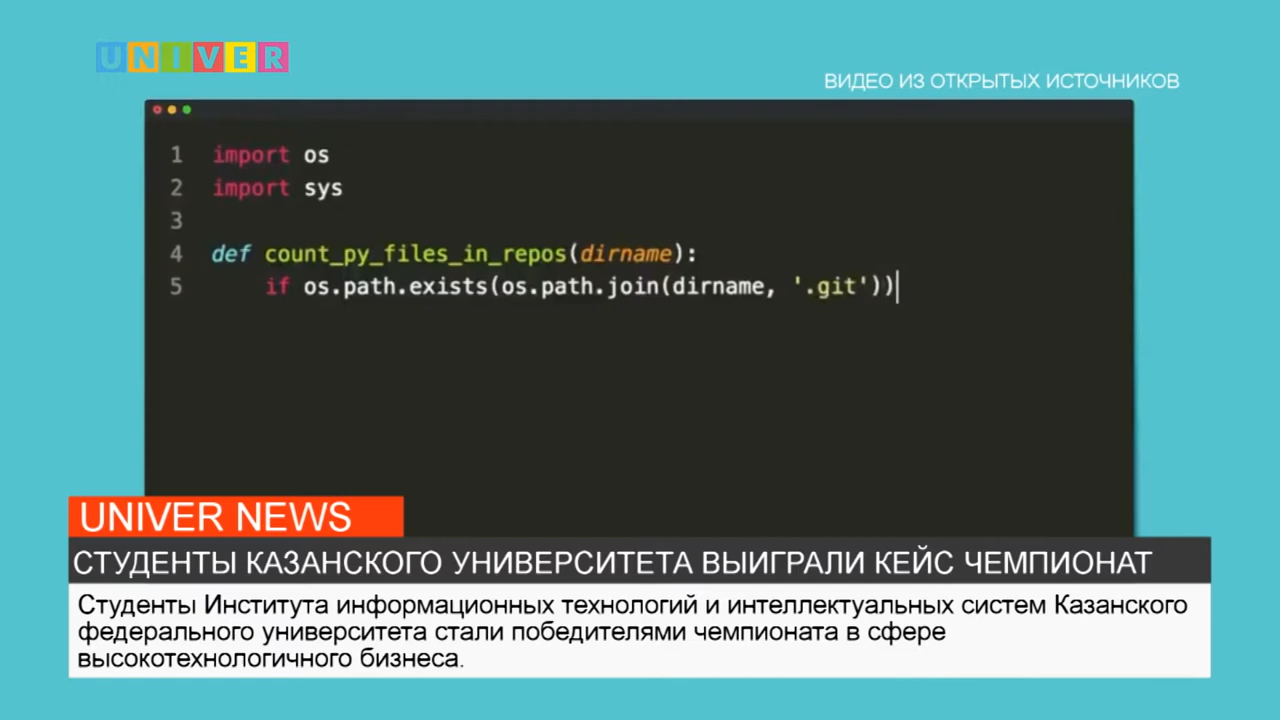 UNIVER
ВИДЕО ИЗ ОТКРЫТЫХ ИСТОЧНИКОВ
1 import os
2 import sys
3
4 def count_py_files_in_repos(dirname):
5     if os.path.exists(os.path.join(dirname, '.git'))
UNIVER NEWS
СТУДЕНТЫ КАЗАНСКОГО УНИВЕРСИТЕТА ВЫИГРАЛИ КЕЙС ЧЕМПИОНАТ
Студенты Института информационных технологий и интеллектуальных систем Казанского
федерального университета стали победителями чемпионата в сфере
высокотехнологичного бизнеса.